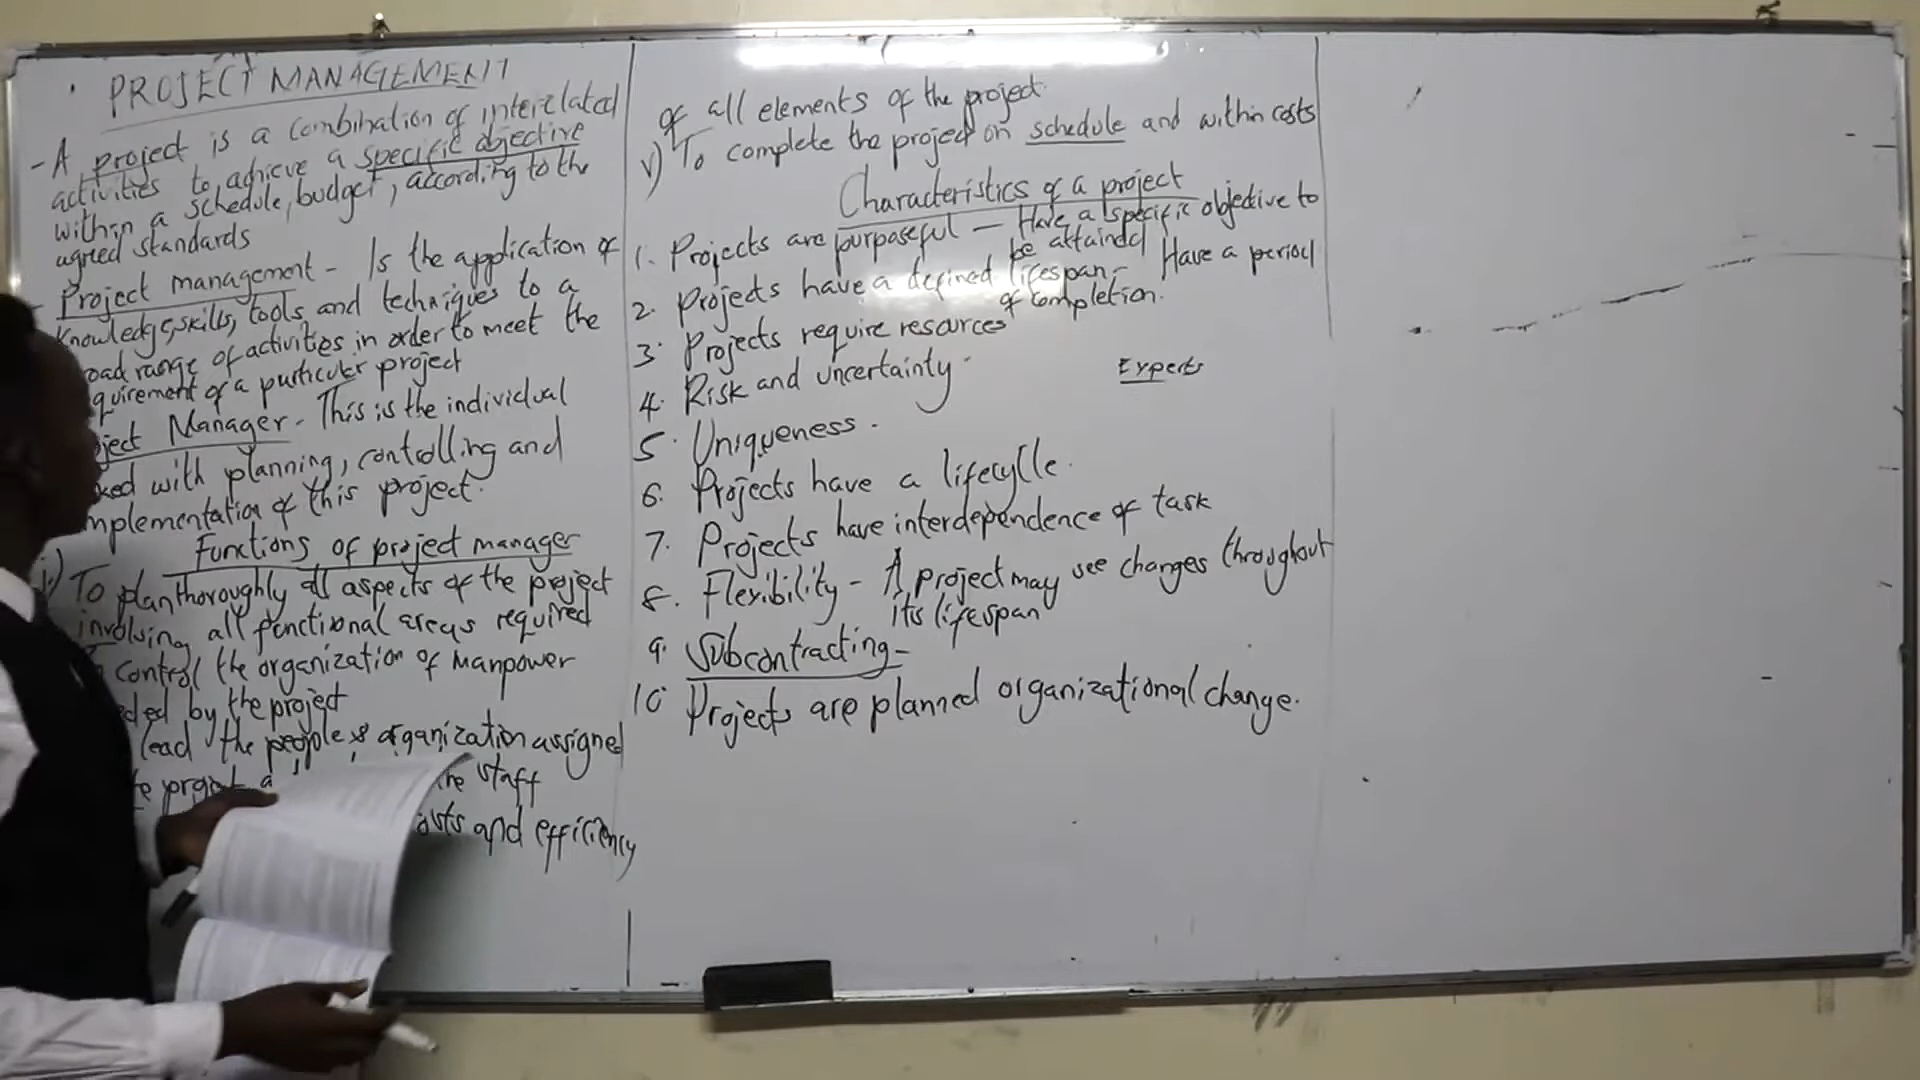 PROJECT MANAGEMENT
- A project is a combination of interelated
activities to achieve a specific objective
within a schedule, budget, according to the
agreed standards
- Project management - Is the application of
knowledge, skills, tools and techniques to a
oad range of activities in order to meet the
quirement of a particular project
ject Manager - This is the individual
ked with planning, controlling and
mplementation of this project.
Functions of project manager
i) To plan thoroughly all aspects of the project
involving all functional areas required
control the organization of manpower
ded by the project
lead the people & organization assigned
staff
and efficiency
of all elements of the project.
v) To complete the project on schedule and within costs
Characteristics of a project
1. Projects are purposeful - Have a specific objective to
be attained
2. Projects have a defined lifespan - Have a period
of completion.
3. Projects require resources
4. Risk and uncertainty.
Experts
5. Uniqueness.
6. Projects have a lifecycle.
7. Projects have interdependence of task
8. Flexibility - A project may see changes throughout
its lifespan
9. Subcontracting -
10. Projects are planned organizational change.